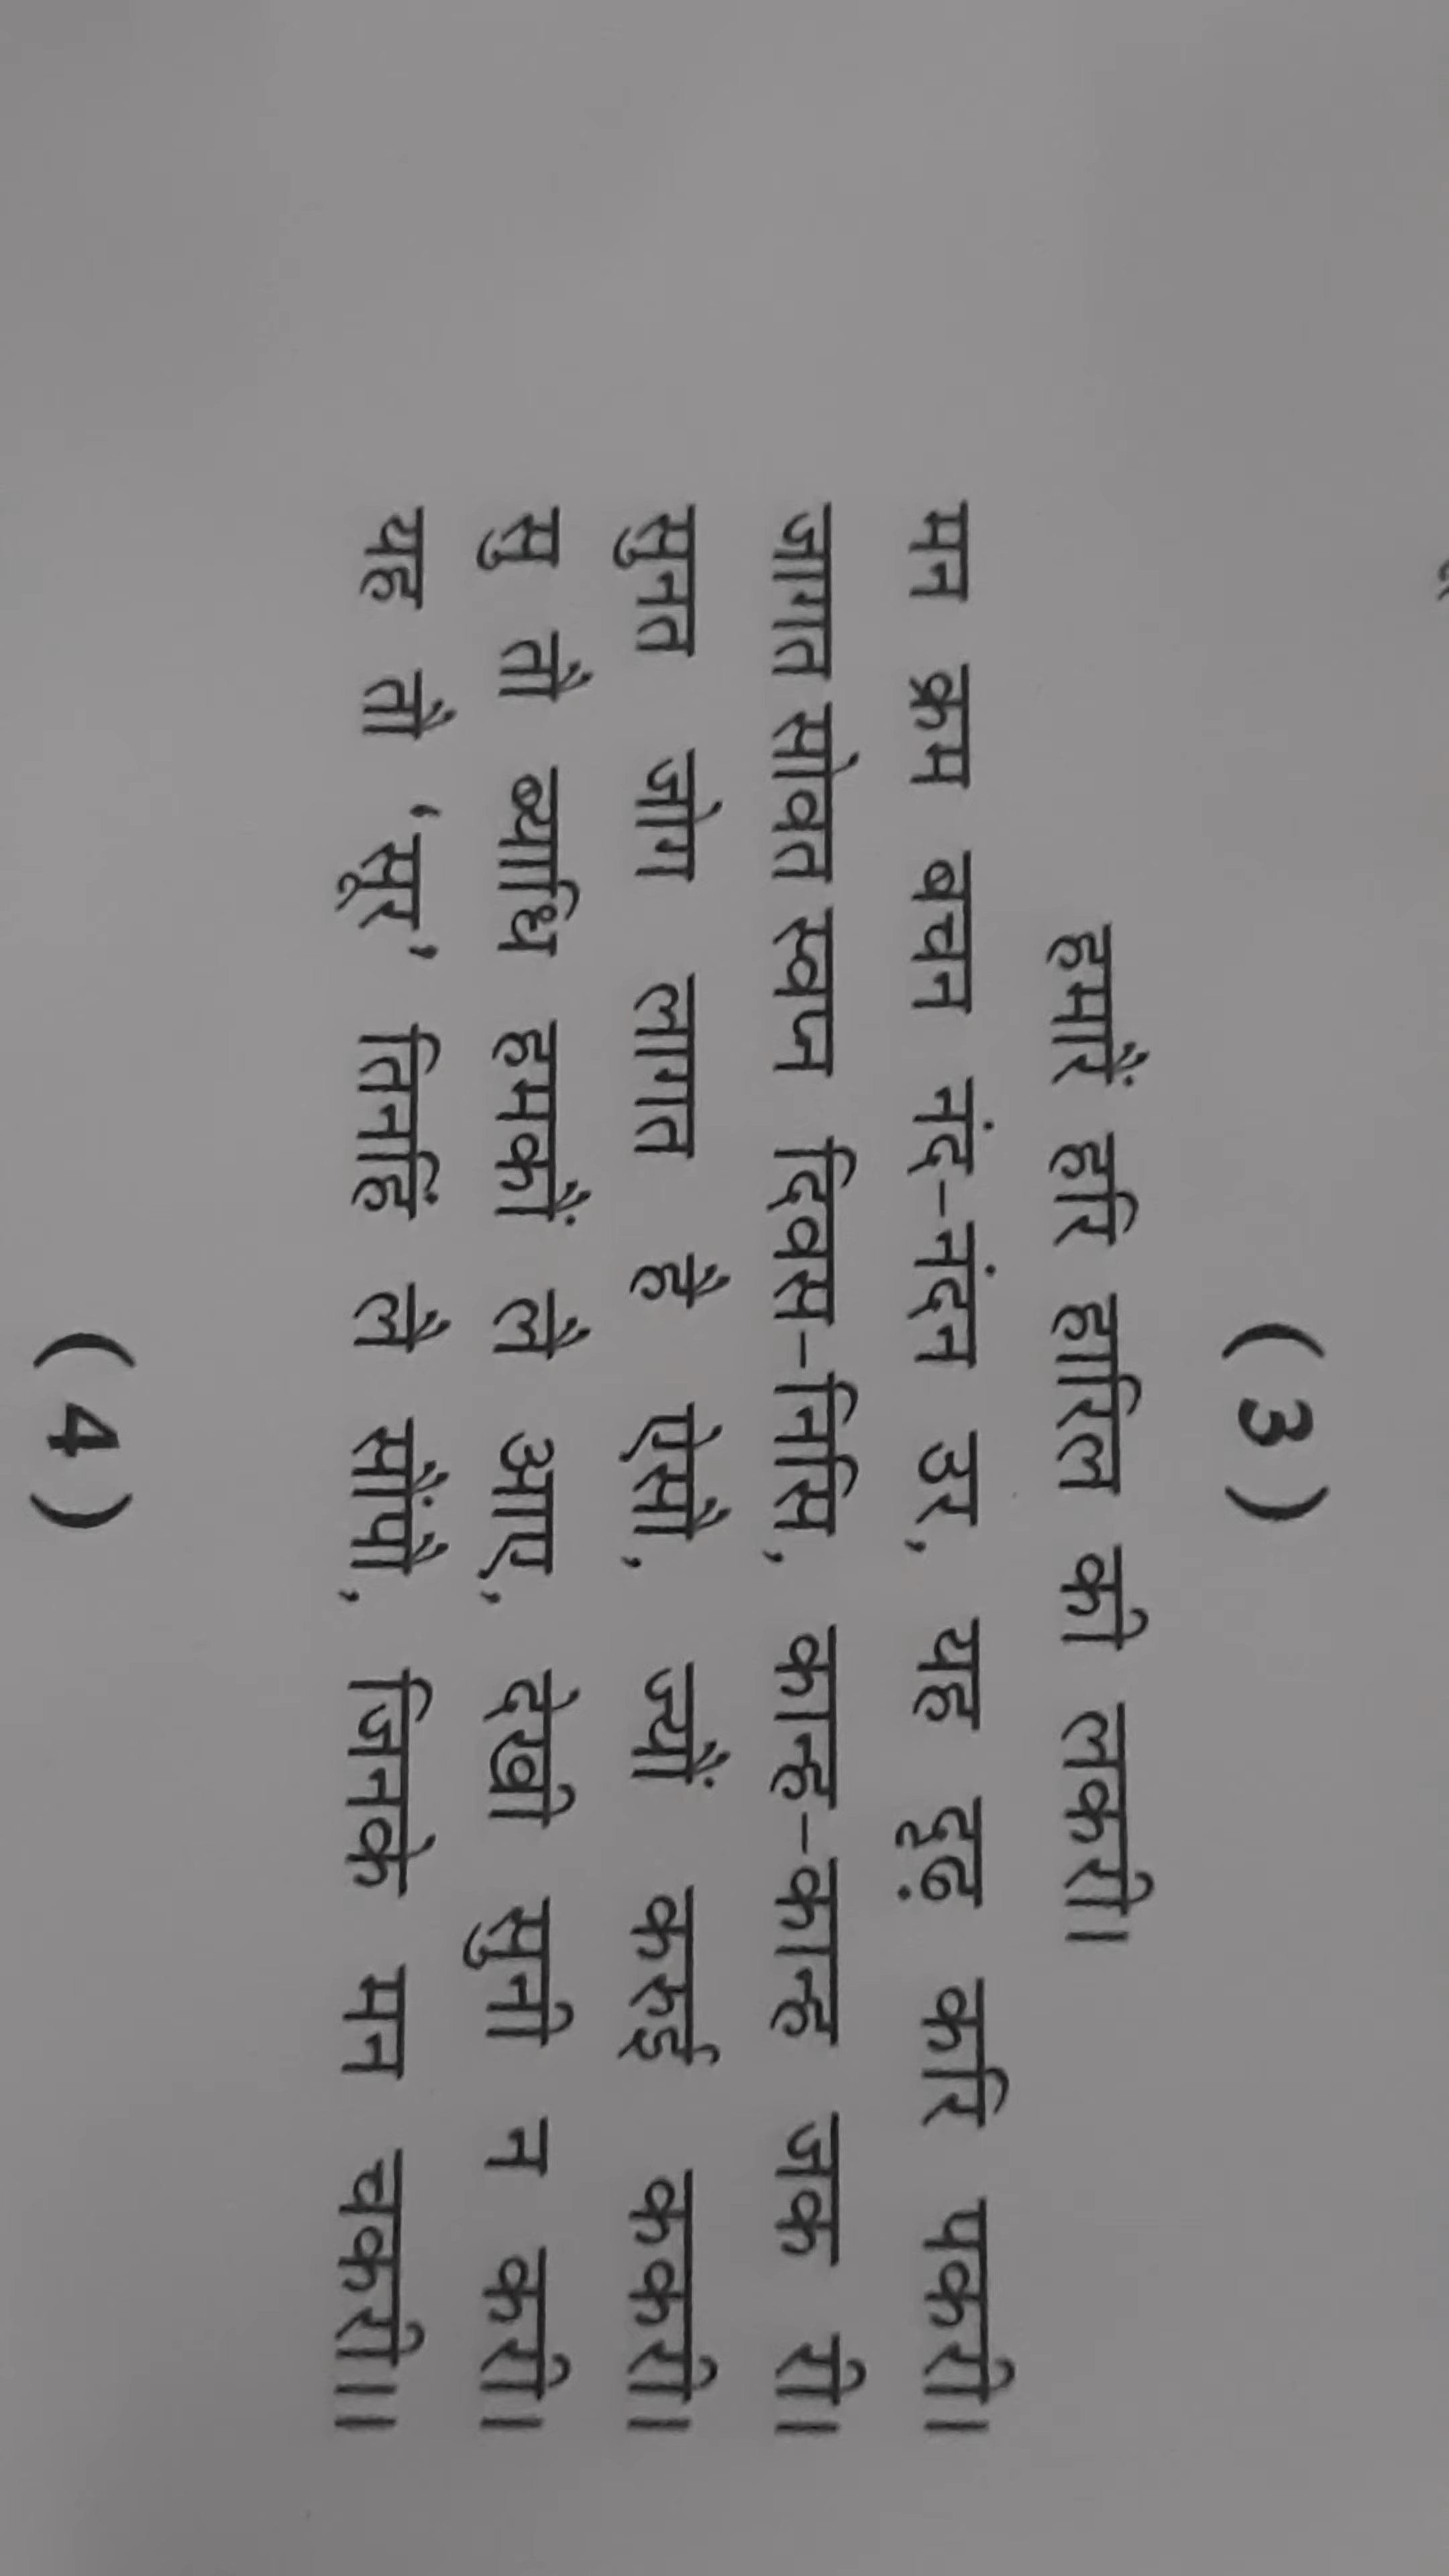 (3)
हमारैं हरि हारिल की लकरी।
मन क्रम बचन नंद-नंदन उर, यह दृढ़ करि पकरी।
जागत सोवत स्वप्न दिवस-निसि, कान्ह-कान्ह जक री।
सुनत जोग लागत है ऐसौ, ज्यौं करुई ककरी।
सु तौ ब्याधि हमकौं लै आए, देखी सुनी न करी।
यह तौ ‘सूर’ तिनहिं लै सौंपौ, जिनके मन चकरी।।
(4)